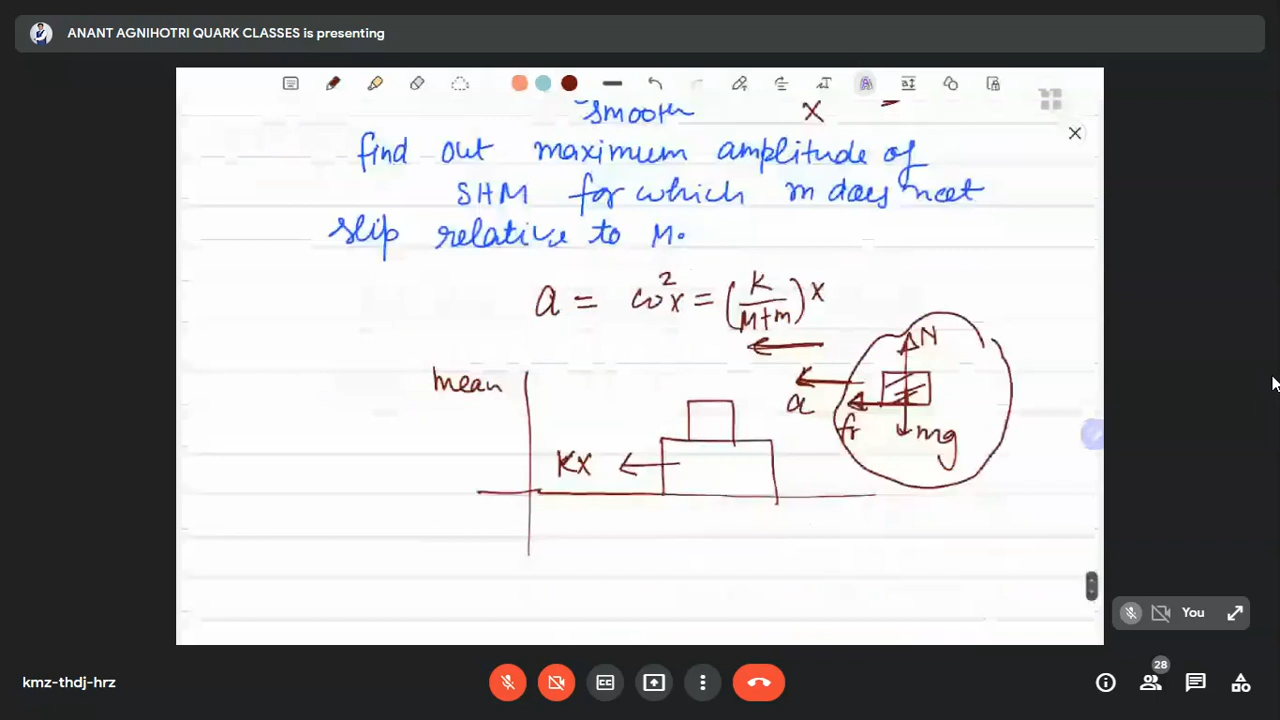 ANANT AGNIHOTRI QUARK CLASSES is presenting
smooth x
find out maximum amplitude of
SHM for which m does not
slip relative to M.
a = ω²x = (K/M+m) x
mean
N
a
fr
mg
Kx
You
kmz-thdj-hrz
28